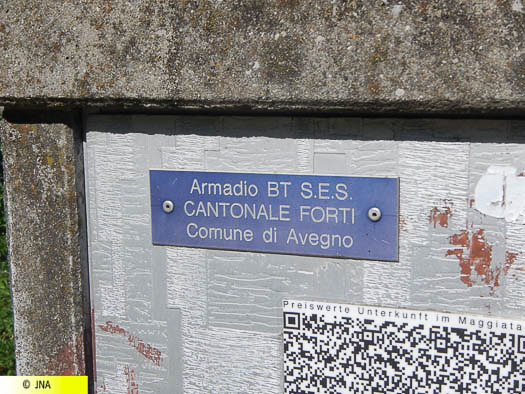 Armadio BT S.E.S.
CANTONALE FORTI
Comune di Avegno
Preiswerte Unterkunft im Maggiata
© JNA